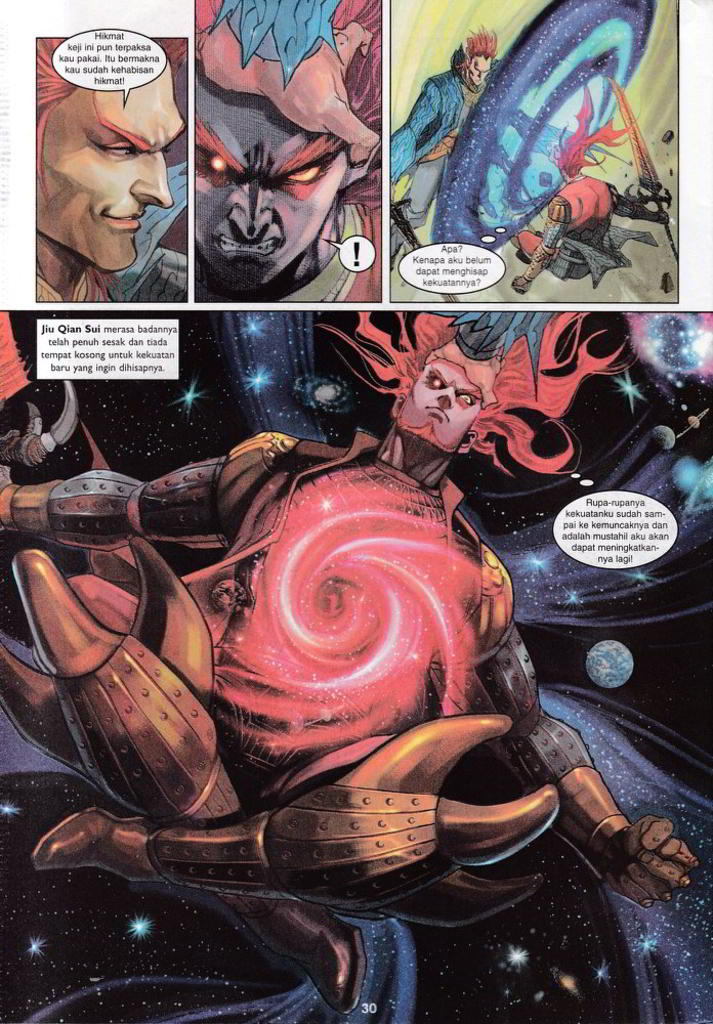 Hikmat
keji ini pun terpaksa
kau pakai. Itu bermakna
kau sudah kehabisan
hikmat!
!
Apa?
Kenapa aku belum
dapat menghisap
kekuatannya?
Jiu Qian Sui merasa badannya
telah penuh sesak dan tiada
tempat kosong untuk kekuatan
baru yang ingin dihisapnya.
Rupa-rupanya
kekuatanku sudah sam-
pai ke kemuncaknya dan
adalah mustahil aku akan
dapat meningkatkan-
nya lagi!
30